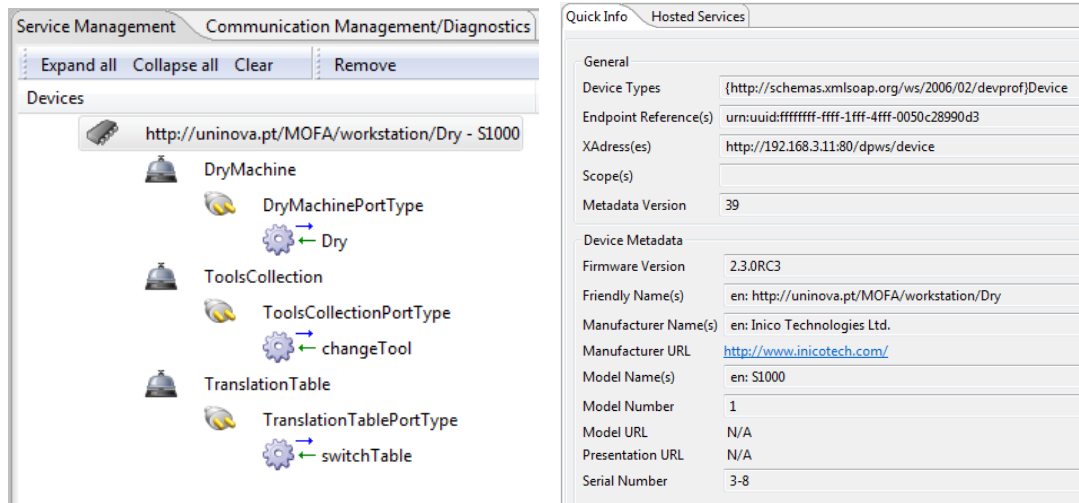 Service Management
Communication Management/Diagnostics
Expand all Collapse all Clear Remove
Devices
http://uninova.pt/MOFA/workstation/Dry - S1000
DryMachine
DryMachinePortType
Dry
ToolsCollection
ToolsCollectionPortType
changeTool
TranslationTable
TranslationTablePortType
switchTable
Quick Info Hosted Services
General
Device Types {http://schemas.xmlsoap.org/ws/2006/02/devprof}Device
Endpoint Reference(s) urn:uuid:ffffffff-ffff-1fff-4fff-0050c28990d3
XAdress(es) http://192.168.3.11:80/dpws/device
Scope(s)
Metadata Version 39
Device Metadata
Firmware Version 2.3.0RC3
Friendly Name(s) en: http://uninova.pt/MOFA/workstation/Dry
Manufacturer Name(s) en: Inico Technologies Ltd.
Manufacturer URL http://www.inicotech.com/
Model Name(s) en: S1000
Model Number 1
Model URL N/A
Presentation URL N/A
Serial Number 3-8